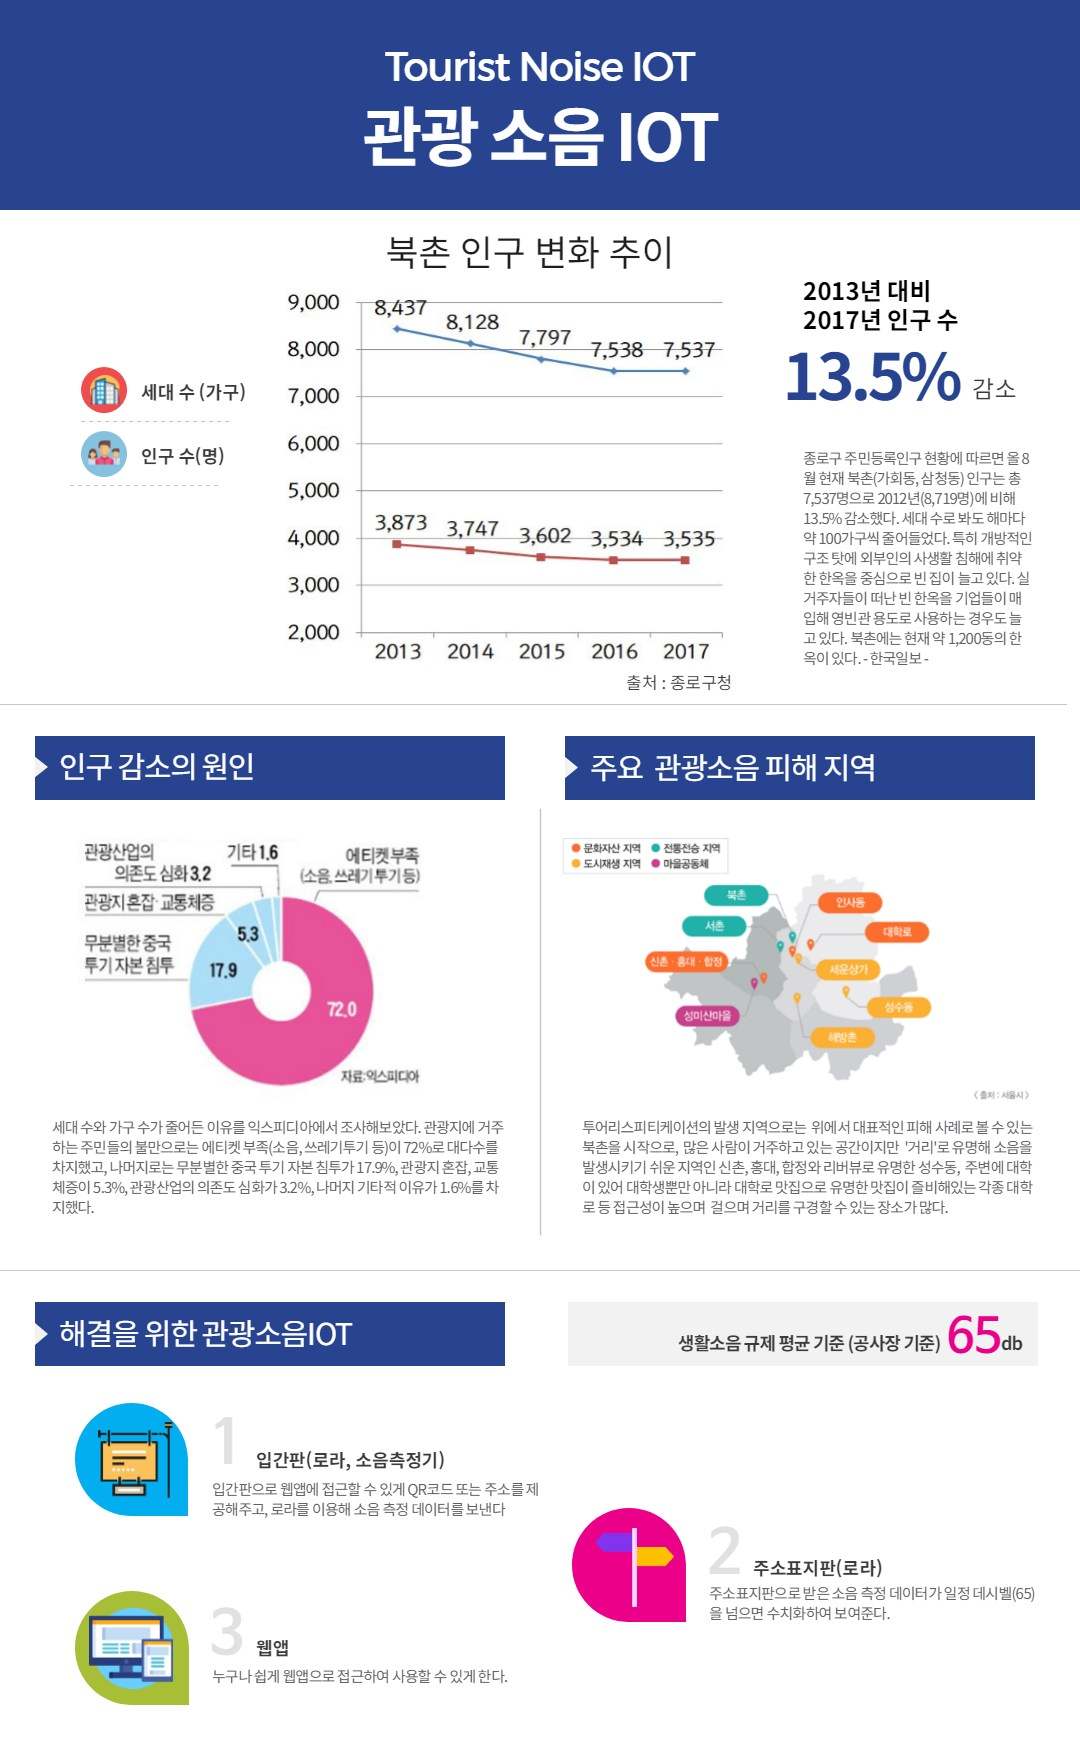 Tourist Noise IOT
관광 소음 IOT
북촌 인구 변화 추이
세대 수 (가구)
인구 수(명)
9,000
8,000
7,000
6,000
5,000
4,000
3,000
2,000
8,437
8,128
7,797
7,538
7,537
3,873
3,747
3,602
3,534
3,535
2013
2014
2015
2016
2017
출처 : 종로구청
2013년 대비
2017년 인구 수
13.5% 감소
종로구 주민등록인구 현황에 따르면 올 8
월 현재 북촌(가회동, 삼청동) 인구는 총
7,537명으로 2012년(8,719명)에 비해
13.5% 감소했다. 세대 수로 봐도 해마다
약 100가구씩 줄어들었다. 특히 개방적인
구조 탓에 외부인의 사생활 침해에 취약
한 한옥을 중심으로 빈 집이 늘고 있다. 실
거주자들이 떠난 빈 한옥을 기업들이 매
입해 영빈관 용도로 사용하는 경우도 늘
고 있다. 북촌에는 현재 약 1,200동의 한
옥이 있다. - 한국일보 -
인구 감소의 원인
관광산업의
의존도 심화 3.2
기타 1.6
에티켓 부족
(소음, 쓰레기 투기 등)
관광지 혼잡·교통체증
무분별한 중국
투기 자본 침투
5.3
17.9
72.0
자료:익스피디아
세대 수와 가구 수가 줄어든 이유를 익스피디아에서 조사해보았다. 관광지에 거주
하는 주민들의 불만으로는 에티켓 부족(소음, 쓰레기투기 등)이 72%로 대다수를
차지했고, 나머지로는 무분별한 중국 투기 자본 침투가 17.9%, 관광지 혼잡, 교통
체증이 5.3%, 관광산업의 의존도 심화가 3.2%, 나머지 기타적 이유가 1.6%를 차
지했다.
주요 관광소음 피해 지역
문화자산 지역
전통전승 지역
도시재생 지역
마을공동체
북촌
인사동
서촌
대학로
신촌 · 홍대 · 합정
세운상가
성수동
성미산마을
해방촌
< 출처 : 서울시 >
투어리스피티케이션의 발생 지역으로는 위에서 대표적인 피해 사례로 볼 수 있는
북촌을 시작으로, 많은 사람이 거주하고 있는 공간이지만 '거리'로 유명해 소음을
발생시키기 쉬운 지역인 신촌, 홍대, 합정와 리버뷰로 유명한 성수동, 주변에 대학
이 있어 대학생뿐만 아니라 대학로 맛집으로 유명한 맛집이 즐비해있는 각종 대학
로 등 접근성이 높으며 걸으며 거리를 구경할 수 있는 장소가 많다.
해결을 위한 관광소음IOT
생활소음 규제 평균 기준 (공사장 기준) 65db
1 입간판(로라, 소음측정기)
입간판으로 웹앱에 접근할 수 있게 QR코드 또는 주소를 제
공해주고, 로라를 이용해 소음 측정 데이터를 보낸다
2 주소표지판(로라)
주소표지판으로 받은 소음 측정 데이터가 일정 데시벨(65)
을 넘으면 수치화하여 보여준다.
3 웹앱
누구나 쉽게 웹앱으로 접근하여 사용할 수 있게 한다.